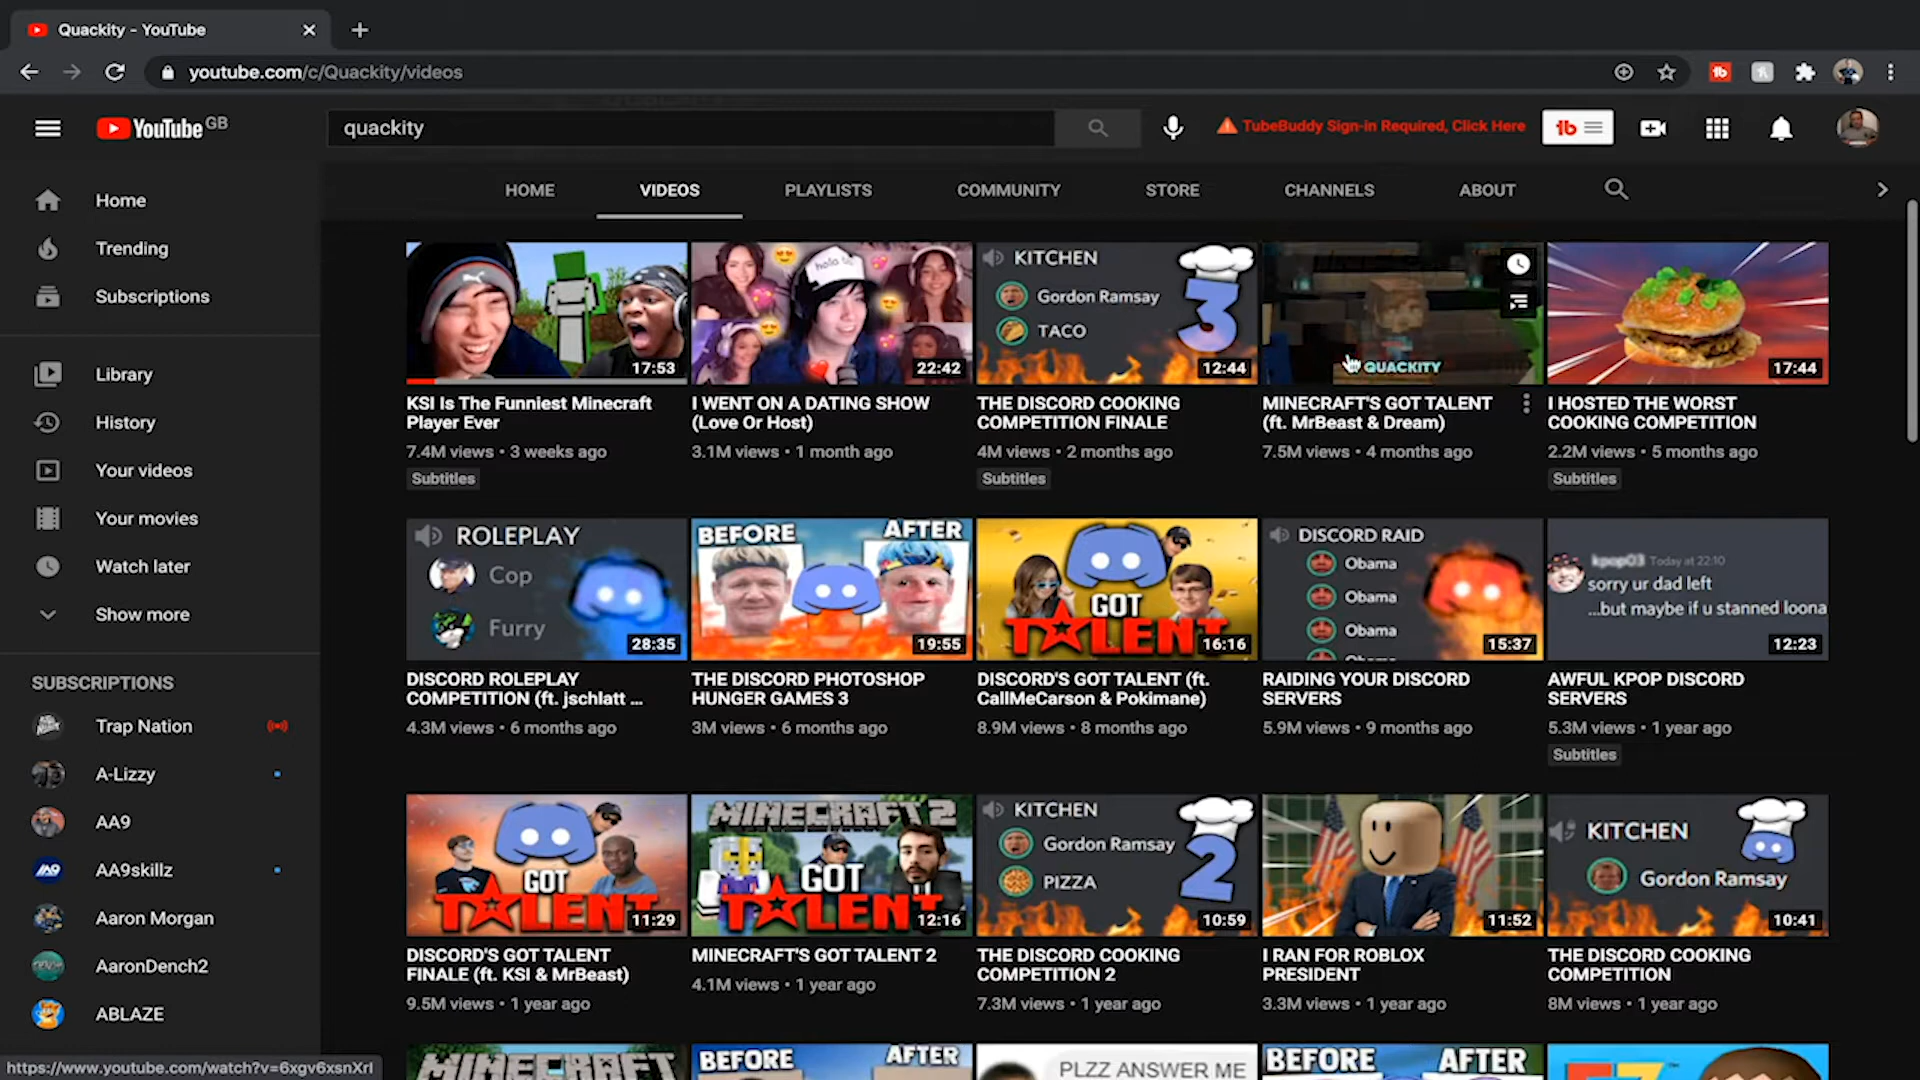 Quackity - YouTube
youtube.com/c/Quackity/videos
YouTube GB
quackity
TubeBuddy Sign-in Required, Click Here
HOME
VIDEOS
PLAYLISTS
COMMUNITY
STORE
CHANNELS
ABOUT
Home
Trending
Subscriptions
Library
History
Your videos
Your movies
Watch later
Show more
SUBSCRIPTIONS
Trap Nation
A-Lizzy
AA9
AA9skillz
Aaron Morgan
AaronDench2
ABLAZE
17:53
KSI Is The Funniest Minecraft
Player Ever
7.4M views • 3 weeks ago
Subtitles
22:42
I WENT ON A DATING SHOW
(Love Or Host)
3.1M views • 1 month ago
KITCHEN
Gordon Ramsay
TACO
3
12:44
THE DISCORD COOKING
COMPETITION FINALE
4M views • 2 months ago
Subtitles
QUACKITY
MINECRAFT'S GOT TALENT
(ft. MrBeast & Dream)
7.5M views • 4 months ago
17:44
I HOSTED THE WORST
COOKING COMPETITION
2.2M views • 5 months ago
Subtitles
ROLEPLAY
Cop
Furry
28:35
DISCORD ROLEPLAY
COMPETITION (ft. jschlatt ...
4.3M views • 6 months ago
BEFORE
AFTER
19:55
THE DISCORD PHOTOSHOP
HUNGER GAMES 3
3M views • 6 months ago
GOT
TALENT
16:16
DISCORD'S GOT TALENT (ft.
CallMeCarson & Pokimane)
8.9M views • 8 months ago
DISCORD RAID
Obama
Obama
Obama
15:37
RAIDING YOUR DISCORD
SERVERS
5.9M views • 9 months ago
Today at 22:10
sorry ur dad left
...but maybe if u stanned loona
12:23
AWFUL KPOP DISCORD
SERVERS
5.3M views • 1 year ago
Subtitles
GOT
TALENT
11:29
DISCORD'S GOT TALENT
FINALE (ft. KSI & MrBeast)
9.5M views • 1 year ago
MINECRAFT 2
GOT
TALENT
12:16
MINECRAFT'S GOT TALENT 2
4.1M views • 1 year ago
KITCHEN
Gordon Ramsay
PIZZA
2
10:59
THE DISCORD COOKING
COMPETITION 2
7.3M views • 1 year ago
11:52
I RAN FOR ROBLOX
PRESIDENT
3.3M views • 1 year ago
KITCHEN
Gordon Ramsay
10:41
THE DISCORD COOKING
COMPETITION
8M views • 1 year ago
MINECRAFT
BEFORE
AFTER
PLZZ ANSWER ME
BEFORE
AFTER
https://www.youtube.com/watch?v=6xgv6xsnXrI